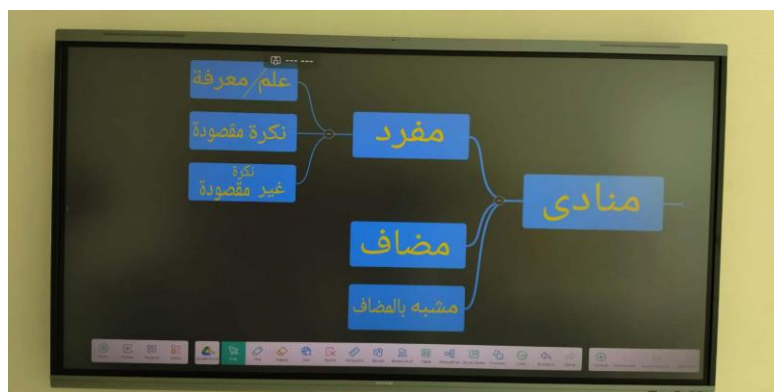 منادى
مفرد
علم/معرفة
نكرة مقصودة
نكرة
غير مقصودة
مضاف
مشبه بالمضاف